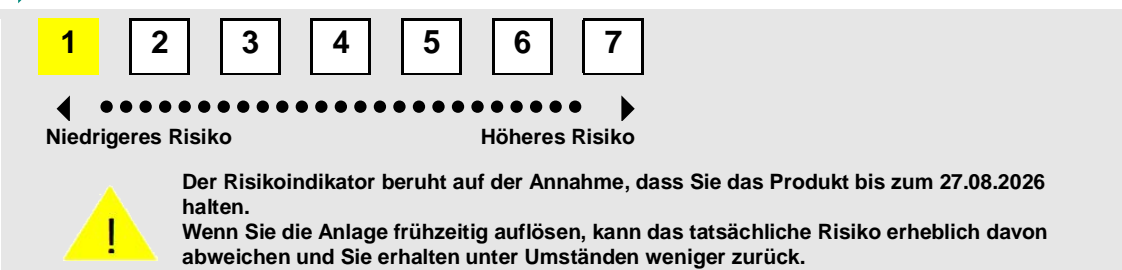 1 2 3 4 5 6 7
Niedrigeres Risiko Höheres Risiko
Der Risikoindikator beruht auf der Annahme, dass Sie das Produkt bis zum 27.08.2026
halten.
Wenn Sie die Anlage frühzeitig auflösen, kann das tatsächliche Risiko erheblich davon
abweichen und Sie erhalten unter Umständen weniger zurück.
!